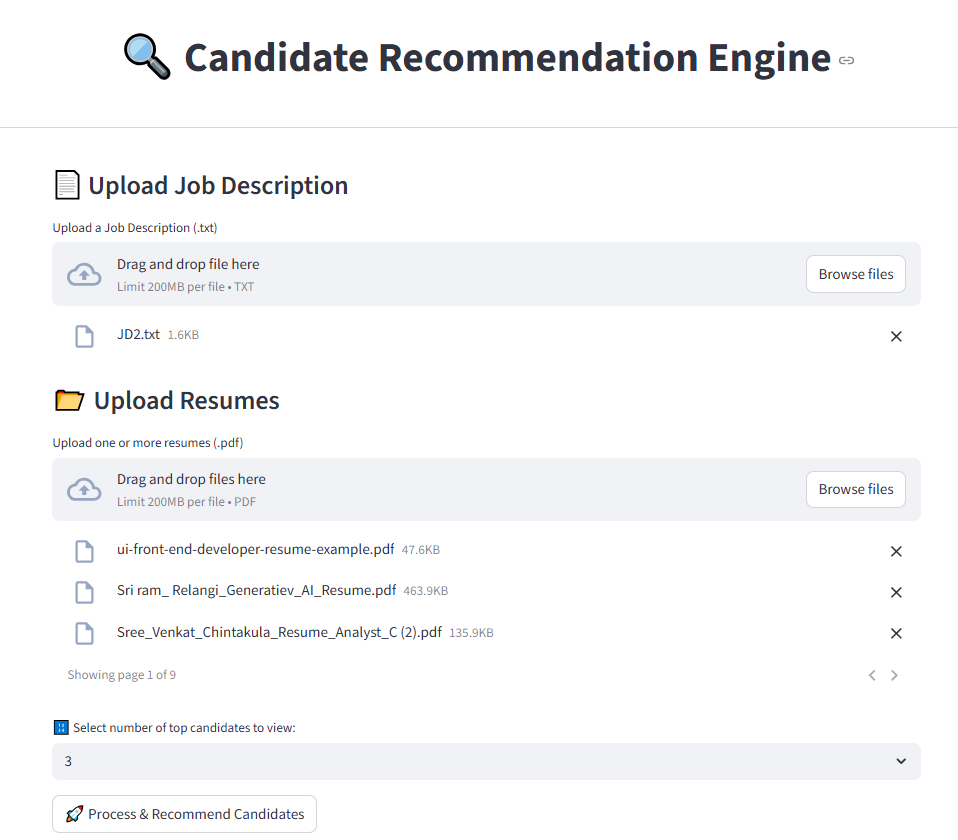 Candidate Recommendation Engine
Upload Job Description
Upload a Job Description (.txt)
Drag and drop file here
Limit 200MB per file • TXT
Browse files
JD2.txt 1.6KB
Upload Resumes
Upload one or more resumes (.pdf)
Drag and drop files here
Limit 200MB per file • PDF
Browse files
ui-front-end-developer-resume-example.pdf 47.6KB
Sri ram_ Relangi_Generatiev_AI_Resume.pdf 463.9KB
Sree_Venkat_Chintakula_Resume_Analyst_C (2).pdf 135.9KB
Showing page 1 of 9
Select number of top candidates to view:
3
Process & Recommend Candidates